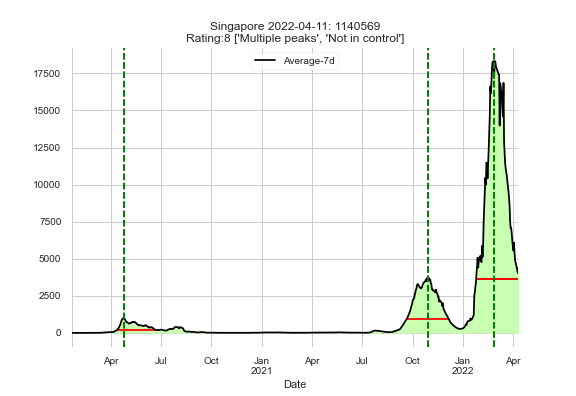 Singapore 2022-04-11: 1140569
Rating:8 ['Multiple peaks', 'Not in control']
Average-7d
17500
15000
12500
10000
7500
5000
2500
0
Apr Jul Oct Jan Apr Jul Oct Jan Apr
2021 2022
Date